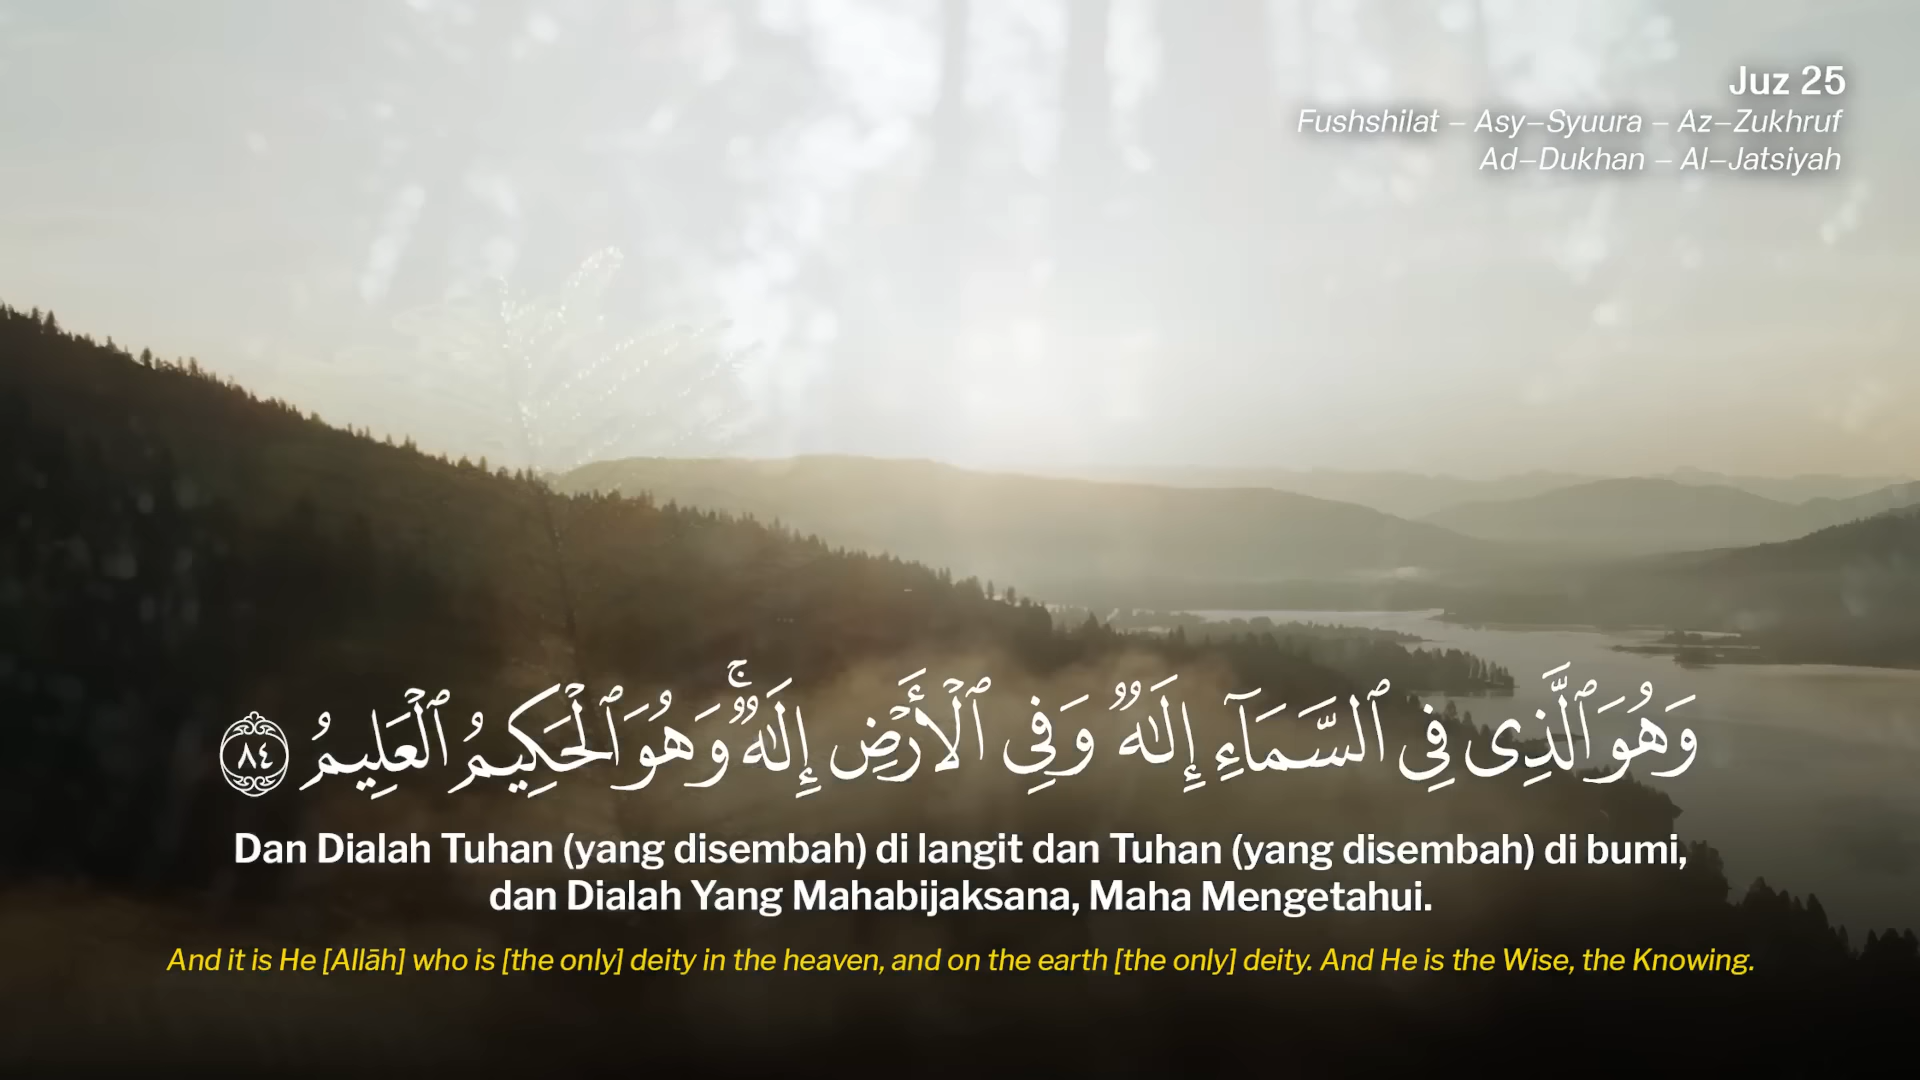 Juz 25
Fushshilat – Asy–Syuura – Az–Zukhruf
Ad–Dukhan – Al–Jatsiyah
وَهُوَ ٱلَّذِى فِى ٱلسَّمَآءِ إِلَـٰهٌ وَفِى ٱلْأَرْضِ إِلَـٰهٌ ۚ وَهُوَ ٱلْحَكِيمُ ٱلْعَلِيمُ ٨٤
Dan Dialah Tuhan (yang disembah) di langit dan Tuhan (yang disembah) di bumi,
dan Dialah Yang Mahabijaksana, Maha Mengetahui.
And it is He [Allāh] who is [the only] deity in the heaven, and on the earth [the only] deity. And He is the Wise, the Knowing.